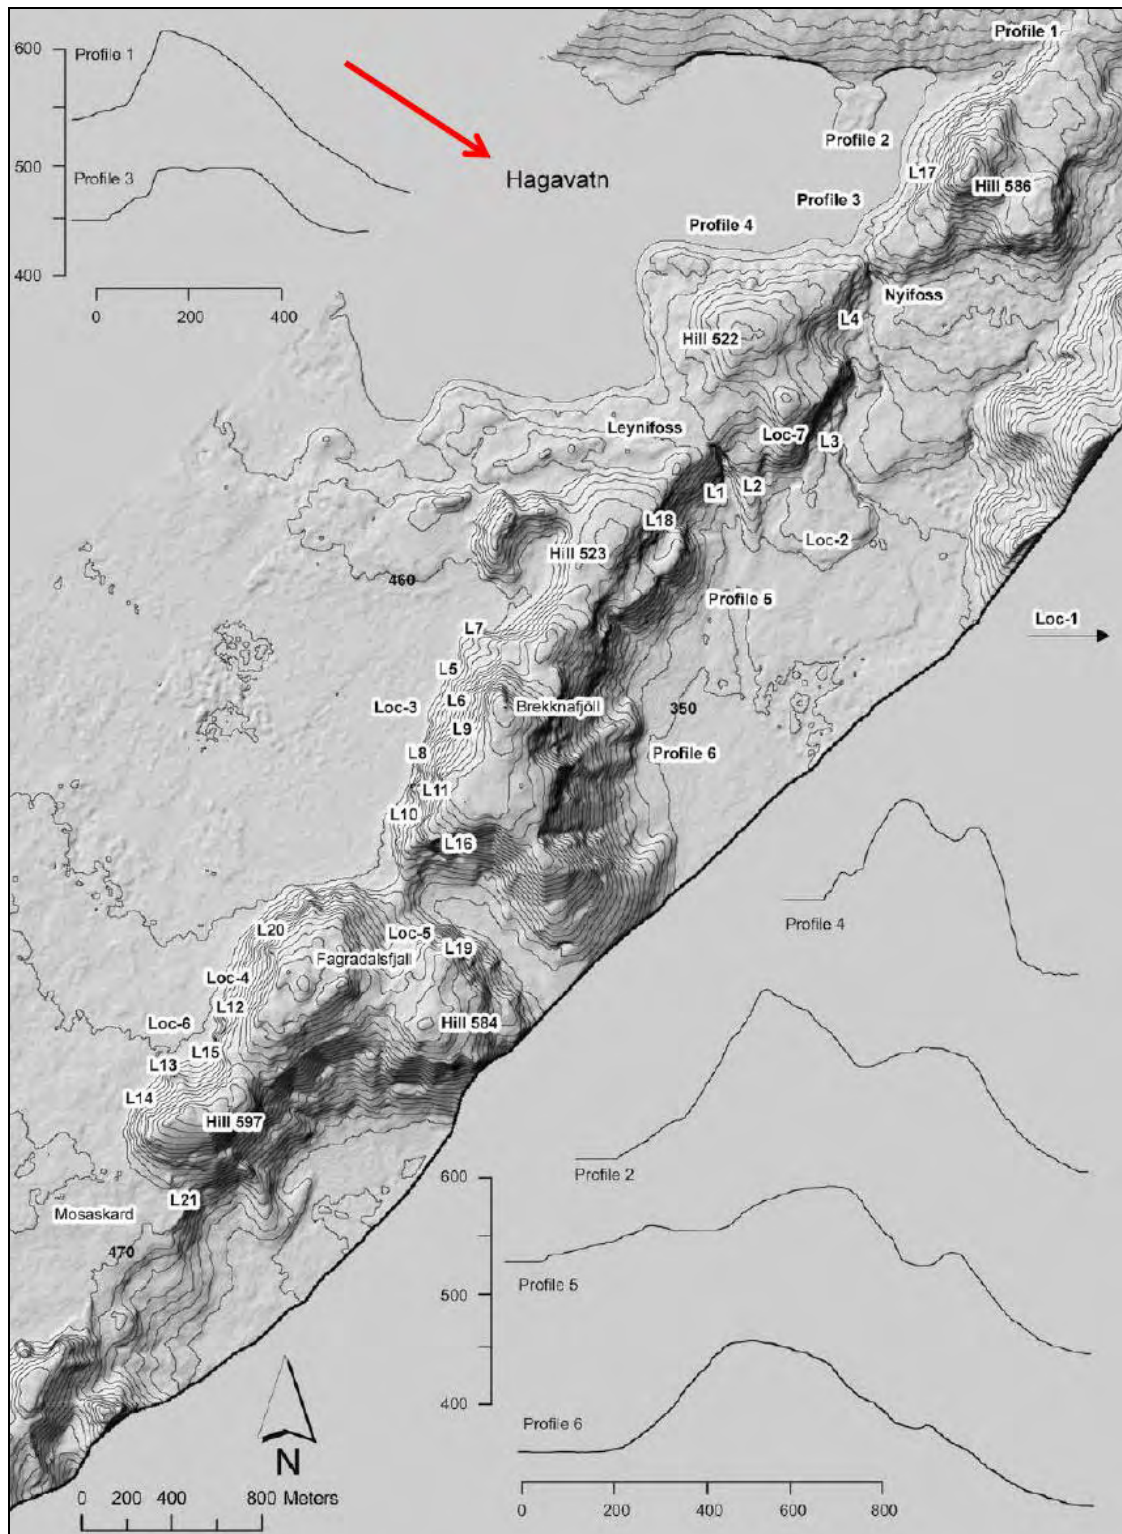 600
Profile 1
500
Profile 3
400
0 200 400
Hagavatn
Profile 1
Profile 2
L17
Hill 586
Profile 3
Profile 4
Nyifoss
L4
Hill 522
Leynifoss
Loc-7
L3
L1
L2
L18
Loc-2
Hill 523
460
Profile 5
Loc-1
L7
L5
L6
Loc-3
Brekknafjöll
350
L9
L8
Profile 6
L11
L10
L16
L20
Loc-5
L19
Fagradalsfjall
Loc-4
L12
Loc-6
Hill 584
L15
L13
L14
Hill 597
L21
Mosaskard
470
Profile 4
Profile 2
600
Profile 5
500
400
Profile 6
0 200 400 600 800
N
0 200 400 800 Meters